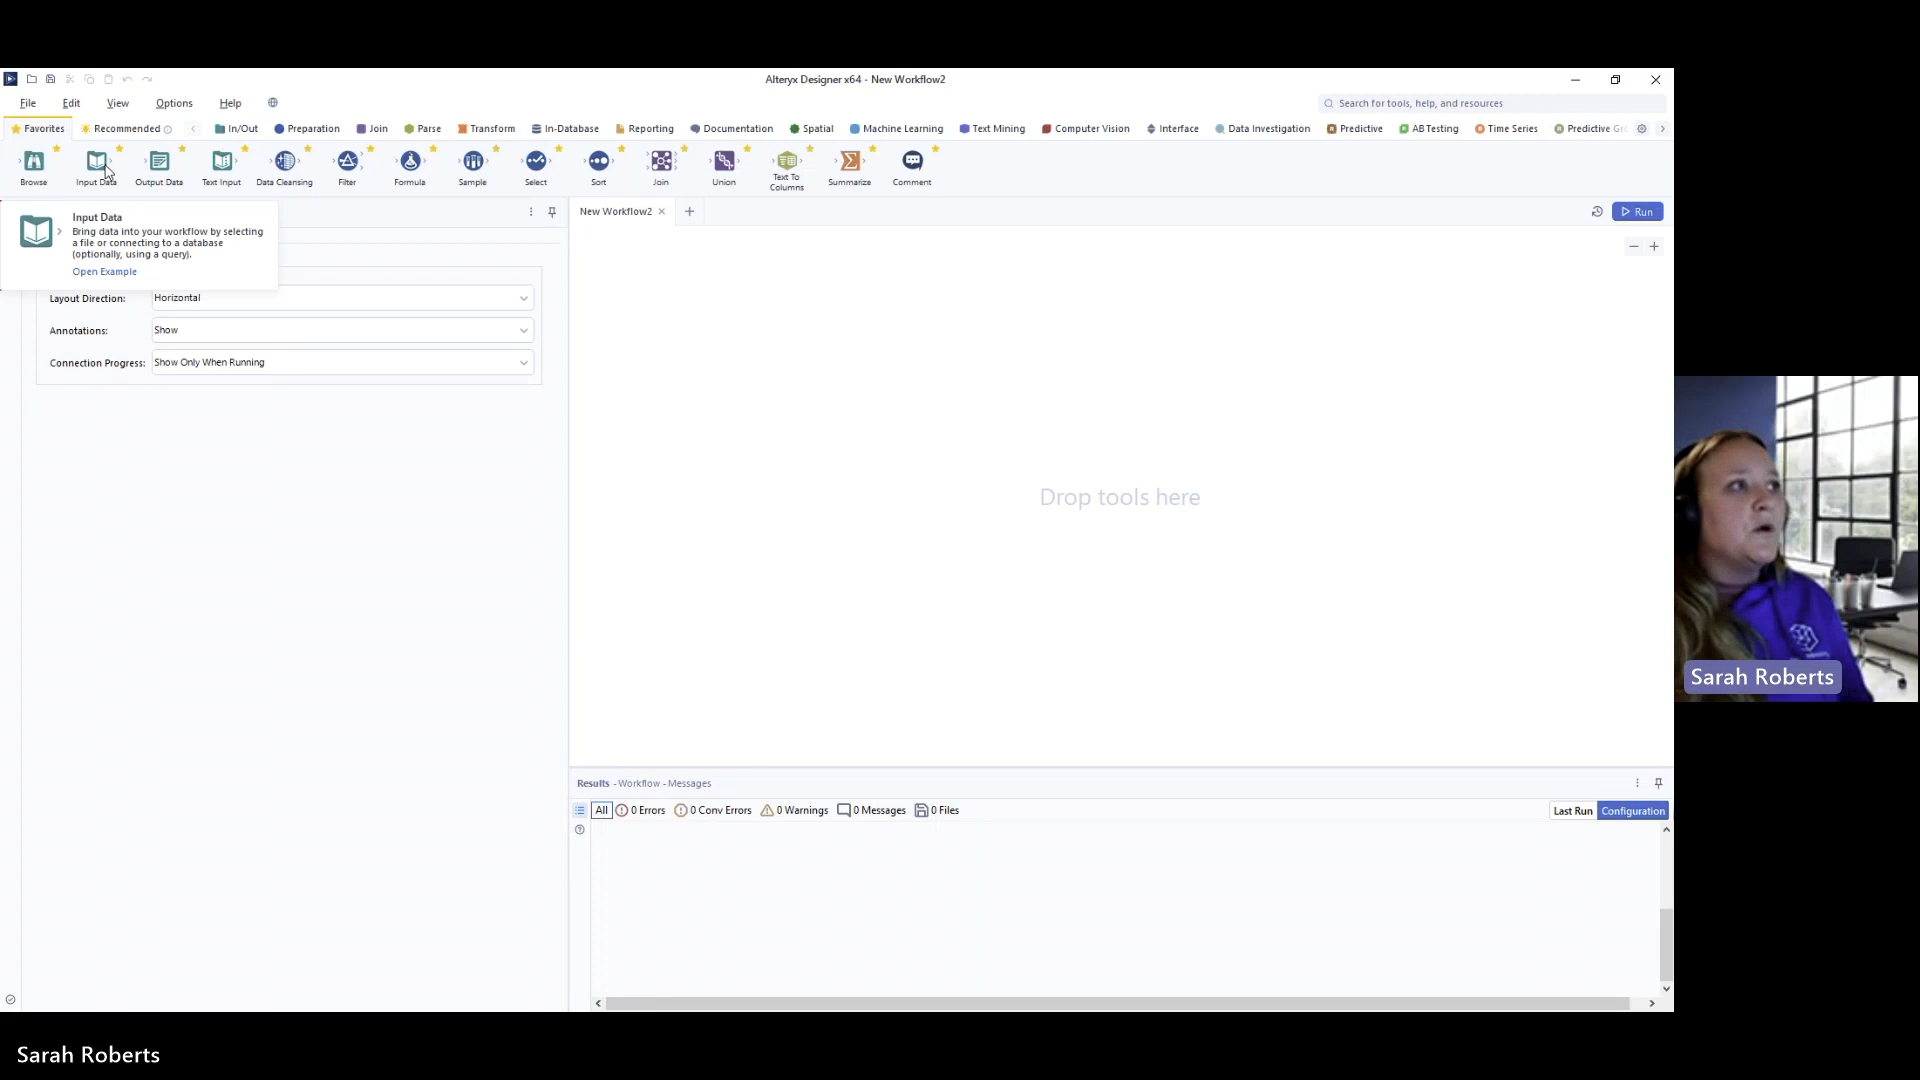 Alteryx Designer x64 - New Workflow2
File Edit View Options Help
Search for tools, help, and resources
Favorites Recommended In/Out Preparation Join Parse Transform In-Database Reporting Documentation Spatial Machine Learning Text Mining Computer Vision Interface Data Investigation Predictive AB Testing Time Series Predictive Gr
Browse Input Data Output Data Text Input Data Cleansing Filter Formula Sample Select Sort Join Union Text To Columns Summarize Comment
Input Data
Bring data into your workflow by selecting
a file or connecting to a database
(optionally, using a query).
Open Example
Layout Direction: Horizontal
Annotations: Show
Connection Progress: Show Only When Running
New Workflow2
Run
Drop tools here
Results - Workflow - Messages
All 0 Errors 0 Conv Errors 0 Warnings 0 Messages 0 Files
Last Run Configuration
Sarah Roberts
Sarah Roberts